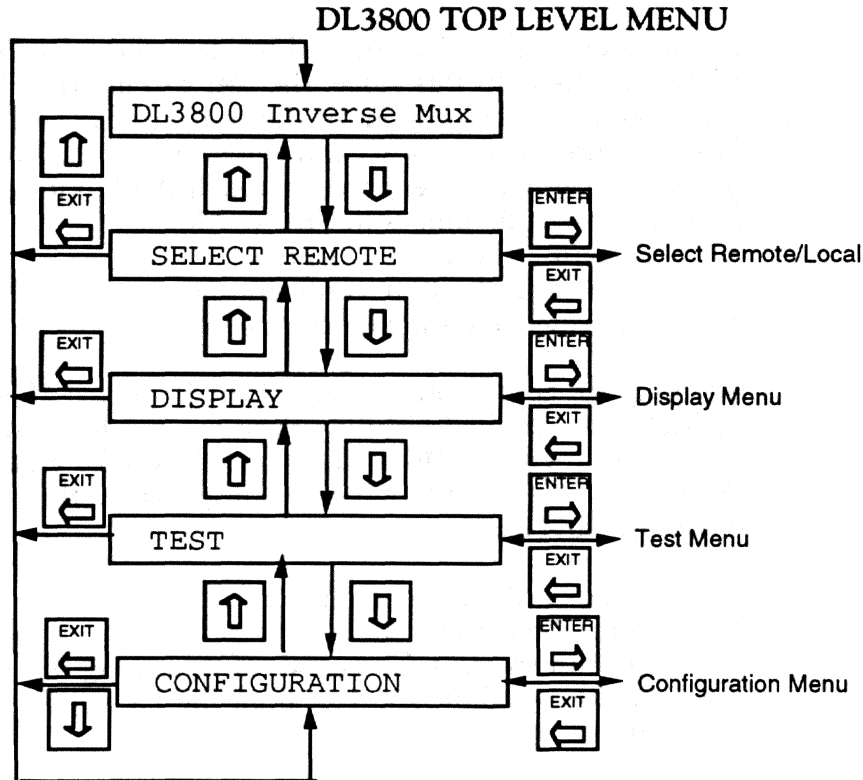 DL3800 TOP LEVEL MENU
DL3800 Inverse Mux
EXIT
ENTER
SELECT REMOTE
Select Remote/Local
EXIT
EXIT
ENTER
DISPLAY
Display Menu
EXIT
EXIT
ENTER
TEST
Test Menu
EXIT
EXIT
ENTER
CONFIGURATION
Configuration Menu
EXIT